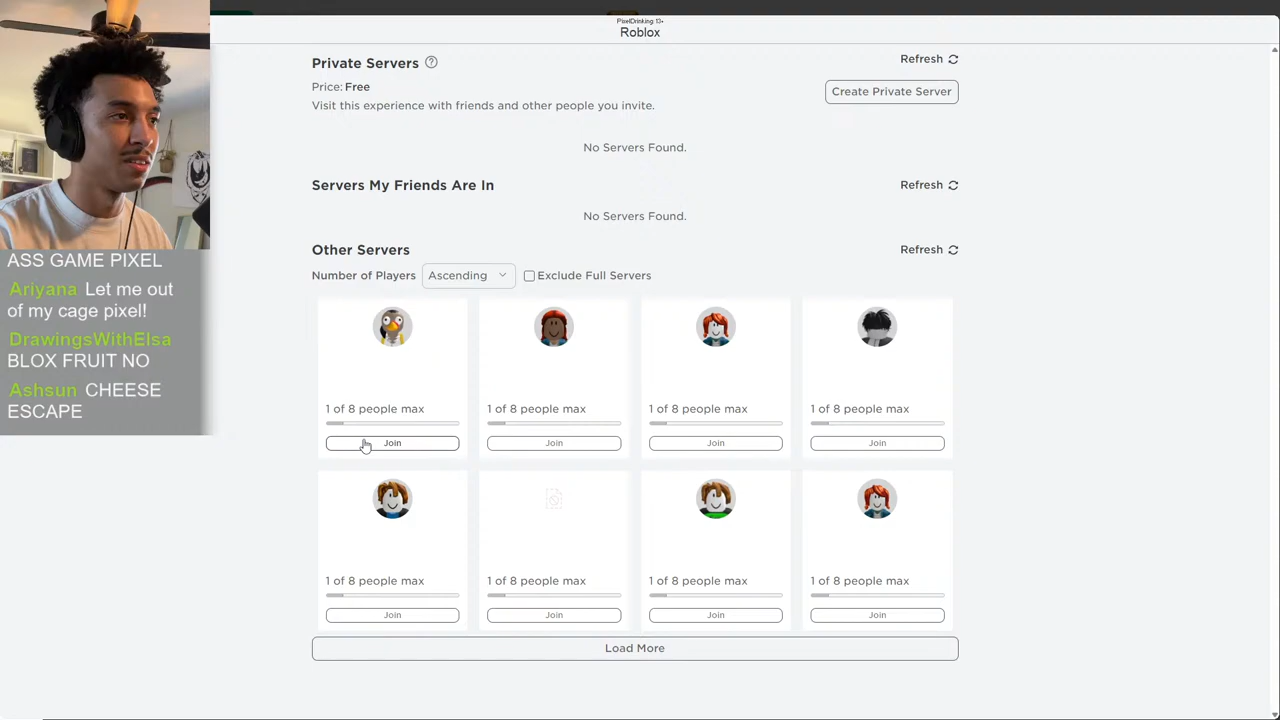 PixelDrinking 13+
Roblox
Private Servers
Refresh
Price: Free
Create Private Server
Visit this experience with friends and other people you invite.
No Servers Found.
Servers My Friends Are In
Refresh
No Servers Found.
Other Servers
Refresh
Number of Players Ascending Exclude Full Servers
1 of 8 people max 1 of 8 people max 1 of 8 people max 1 of 8 people max
Join Join Join Join
1 of 8 people max 1 of 8 people max 1 of 8 people max 1 of 8 people max
Join Join Join Join
Load More
ASS GAME PIXEL
Ariyana Let me out
of my cage pixel!
DrawingsWithElsa
BLOX FRUIT NO
Ashsun CHEESE
ESCAPE